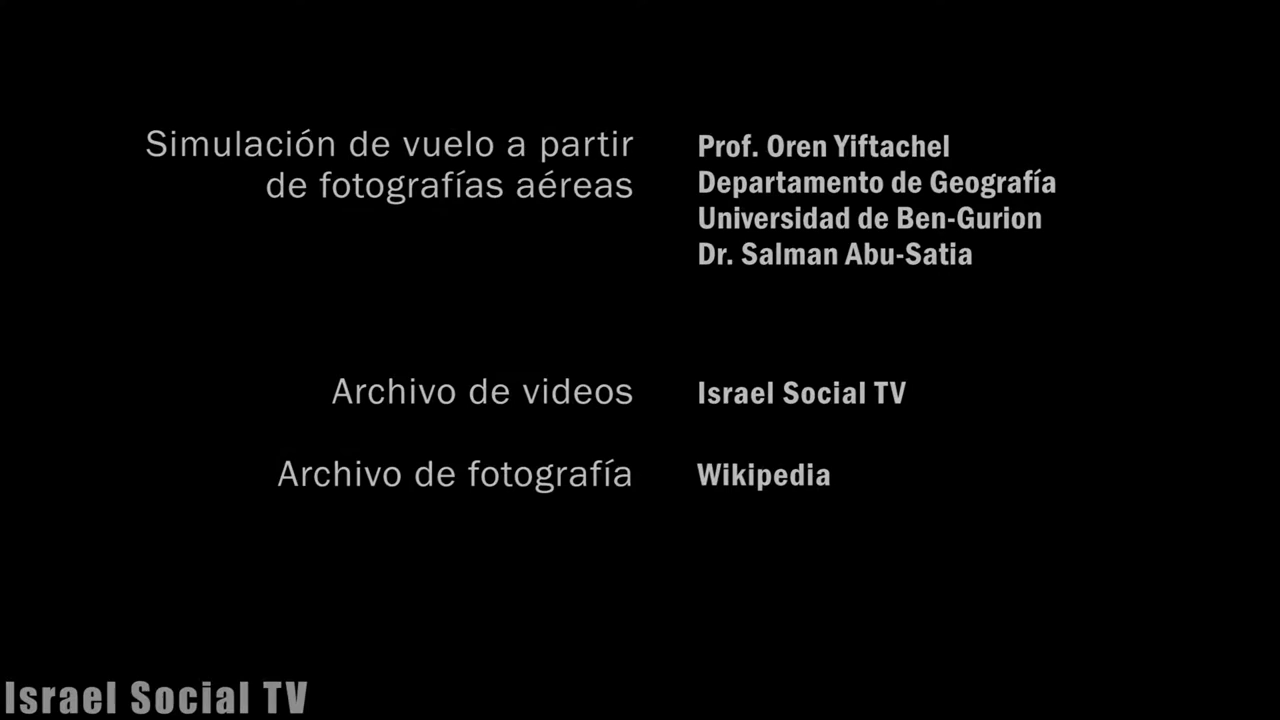 Simulación de vuelo a partir
de fotografías aéreas
Prof. Oren Yiftachel
Departamento de Geografía
Universidad de Ben-Gurion
Dr. Salman Abu-Satia
Archivo de videos
Israel Social TV
Archivo de fotografía
Wikipedia
Israel Social TV